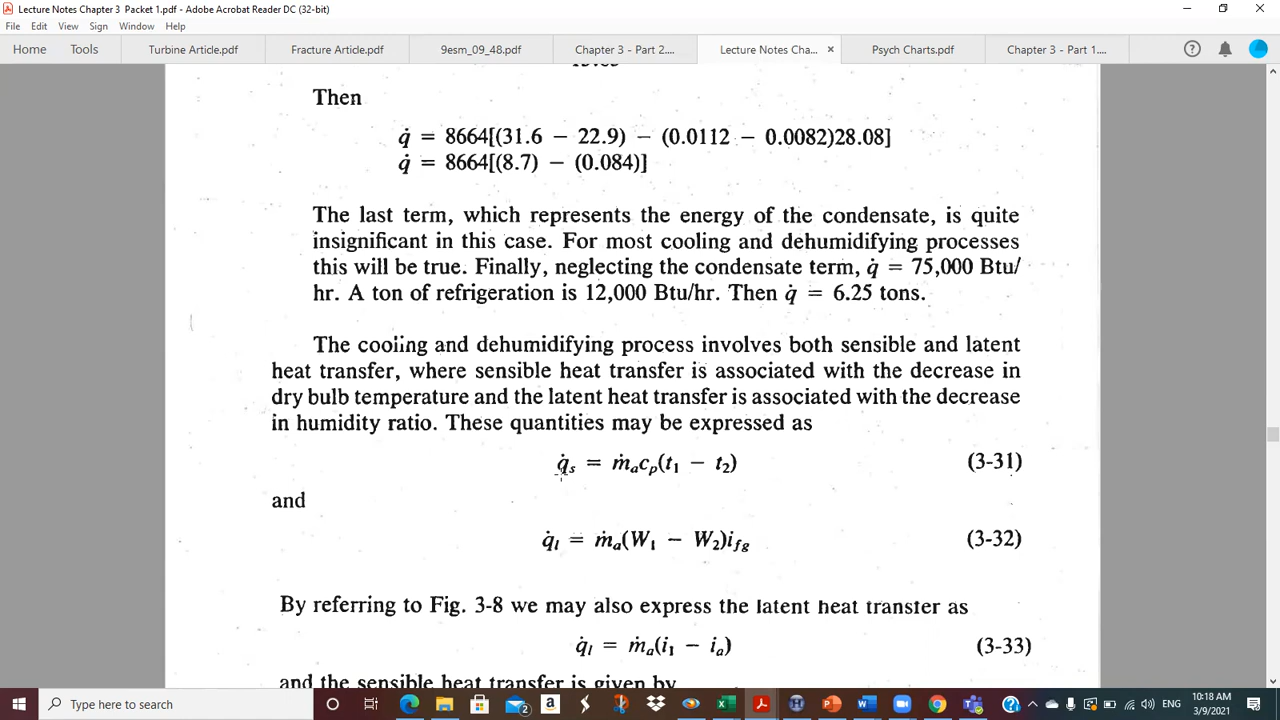 Lecture Notes Chapter 3 Packet 1.pdf - Adobe Acrobat Reader DC (32-bit)
File Edit View Sign Window Help
Home Tools Turbine Article.pdf Fracture Article.pdf 9esm_09_48.pdf Chapter 3 - Part 2.... Lecture Notes Cha... × Psych Charts.pdf Chapter 3 - Part 1....
Then
q̇ = 8664[(31.6 − 22.9) − (0.0112 − 0.0082)28.08]
q̇ = 8664[(8.7) − (0.084)]
The last term, which represents the energy of the condensate, is quite
insignificant in this case. For most cooling and dehumidifying processes
this will be true. Finally, neglecting the condensate term, q̇ = 75,000 Btu/
hr. A ton of refrigeration is 12,000 Btu/hr. Then q̇ = 6.25 tons.
The cooling and dehumidifying process involves both sensible and latent
heat transfer, where sensible heat transfer is associated with the decrease in
dry bulb temperature and the latent heat transfer is associated with the decrease
in humidity ratio. These quantities may be expressed as
q̇s = ṁacp(t1 − t2) (3-31)
and
q̇l = ṁa(W1 − W2)ifg (3-32)
By referring to Fig. 3-8 we may also express the latent heat transfer as
q̇l = ṁa(i1 − ia) (3-33)
and the sensible heat transfer is given by
Type here to search
ENG
10:18 AM
3/9/2021